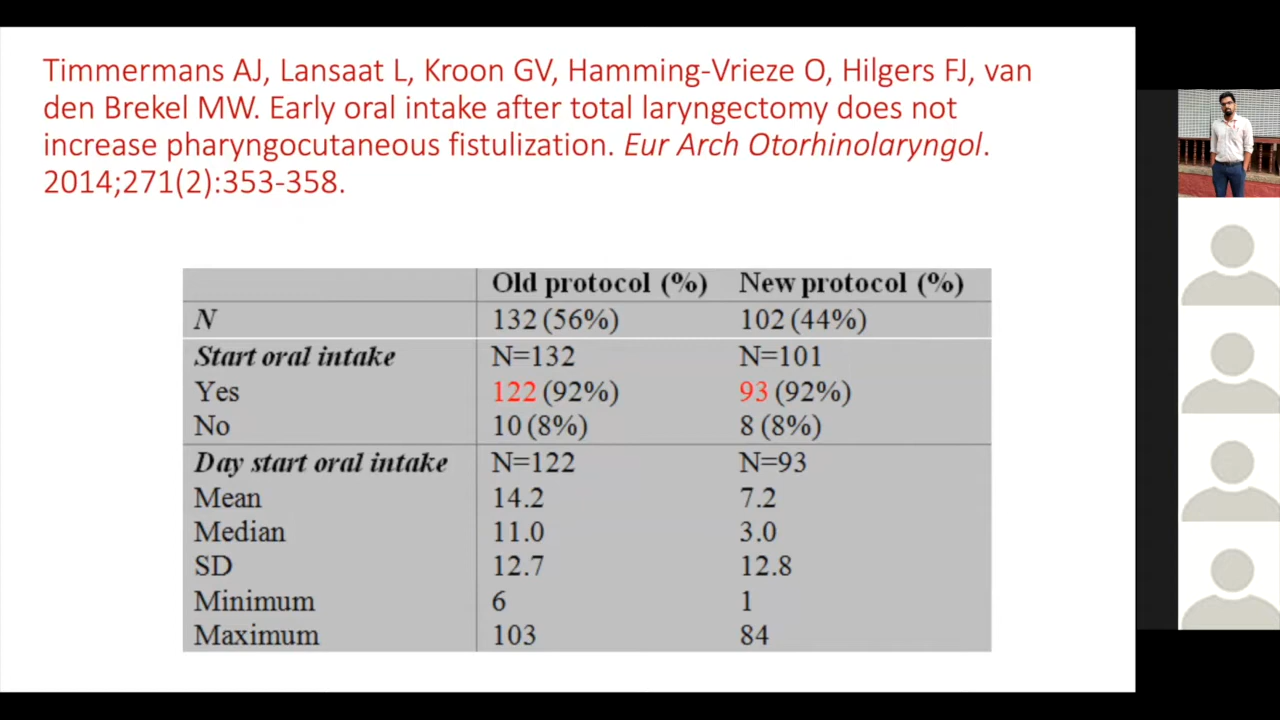 Timmermans AJ, Lansaat L, Kroon GV, Hamming-Vrieze O, Hilgers FJ, van
den Brekel MW. Early oral intake after total laryngectomy does not
increase pharyngocutaneous fistulization. Eur Arch Otorhinolaryngol.
2014;271(2):353-358.
Old protocol (%) New protocol (%)
N 132 (56%) 102 (44%)
Start oral intake N=132 N=101
Yes 122 (92%) 93 (92%)
No 10 (8%) 8 (8%)
Day start oral intake N=122 N=93
Mean 14.2 7.2
Median 11.0 3.0
SD 12.7 12.8
Minimum 6 1
Maximum 103 84